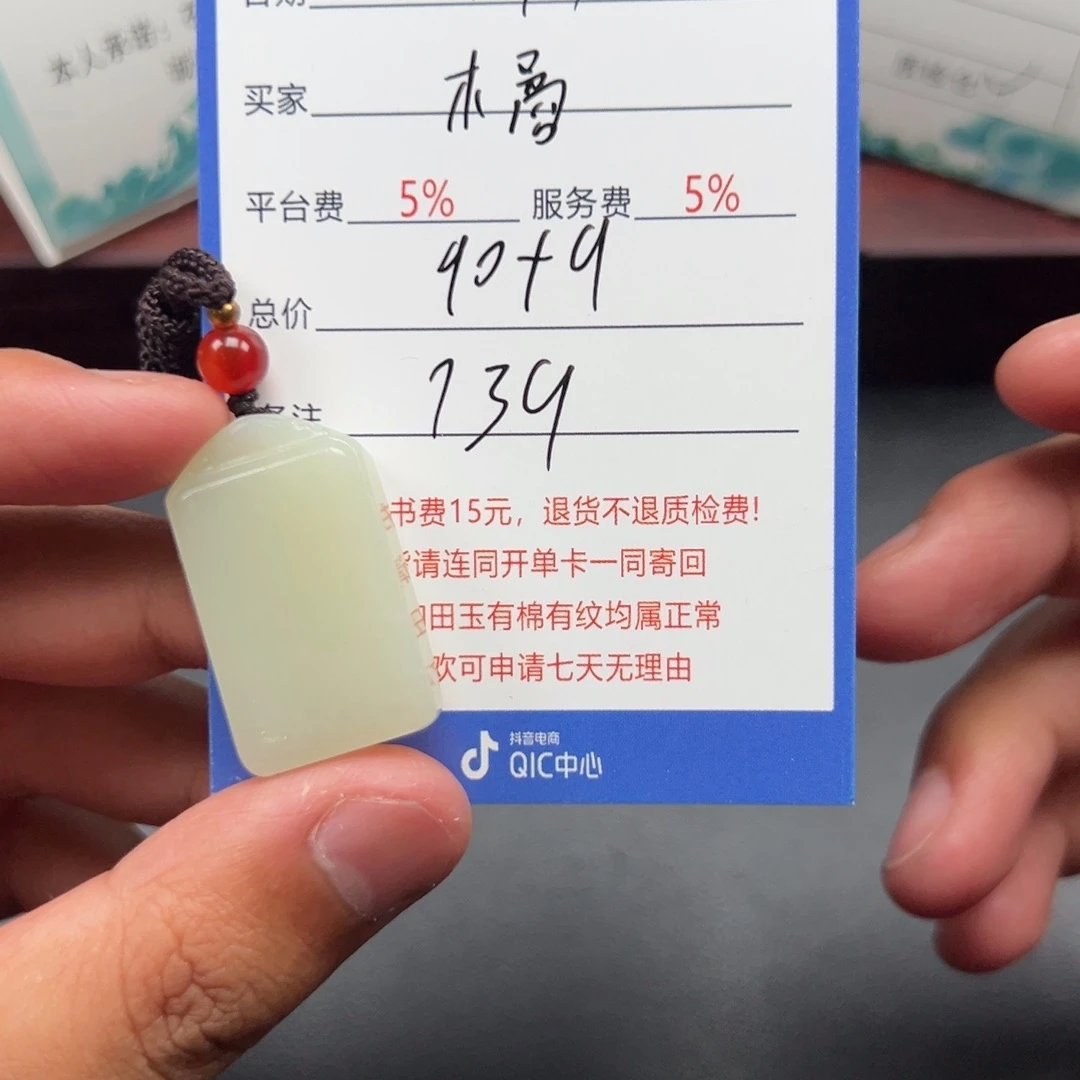 买家
平台费 5% 服务费 5%
90+9
总价
139
备注
书费15元，退货不退质检费!
请连同开单卡一同寄回
田玉有棉有纹均属正常
欢可申请七天无理由
抖音电商
QIC中心